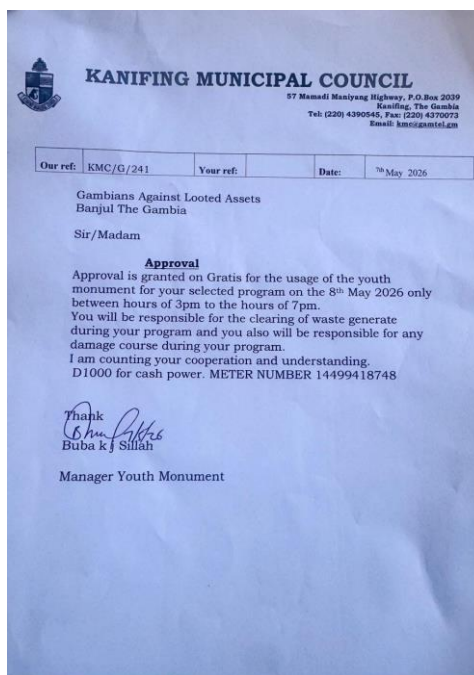 KANIFING MUNICIPAL COUNCIL
57 Mamadi Maniyang Highway, P.O.Box 2039
Kanifing, The Gambia
Tel: (220) 4390545, Fax: (220) 4370073
Email: kmc@gamtel.gm
Our ref: KMC/G/241 Your ref: Date: 7th May 2026
Gambians Against Looted Assets
Banjul The Gambia
Sir/Madam
Approval
Approval is granted on Gratis for the usage of the youth
monument for your selected program on the 8th May 2026 only
between hours of 3pm to the hours of 7pm.
You will be responsible for the clearing of waste generate
during your program and you also will be responsible for any
damage course during your program.
I am counting your cooperation and understanding.
D1000 for cash power. METER NUMBER 14499418748
Thank
Buba k j Sillah
Manager Youth Monument